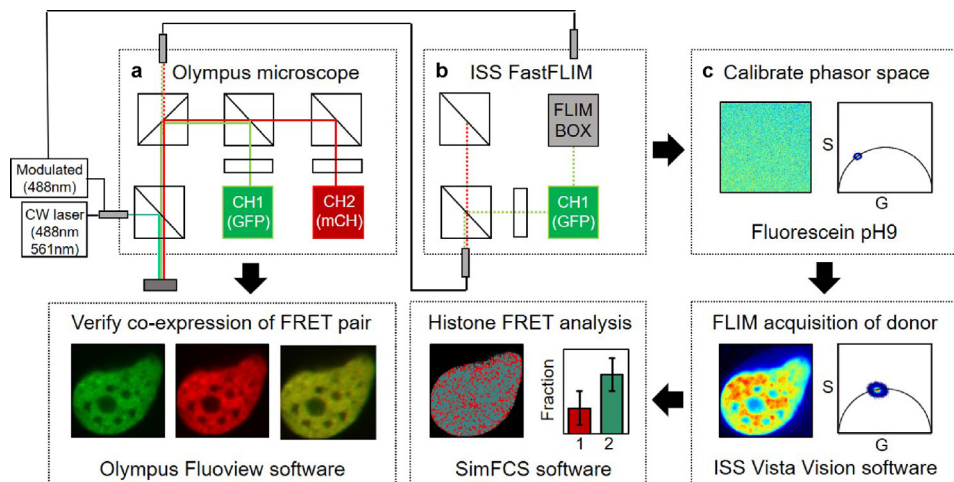 a Olympus microscope
Modulated
(488nm)
CW laser
(488nm
561nm)
CH1
(GFP)
CH2
(mCH)
b ISS FastFLIM
FLIM
BOX
CH1
(GFP)
c Calibrate phasor space
S
G
Fluorescein pH9
Verify co-expression of FRET pair
Olympus Fluoview software
Histone FRET analysis
Fraction
1 2
SimFCS software
FLIM acquisition of donor
S
G
ISS Vista Vision software